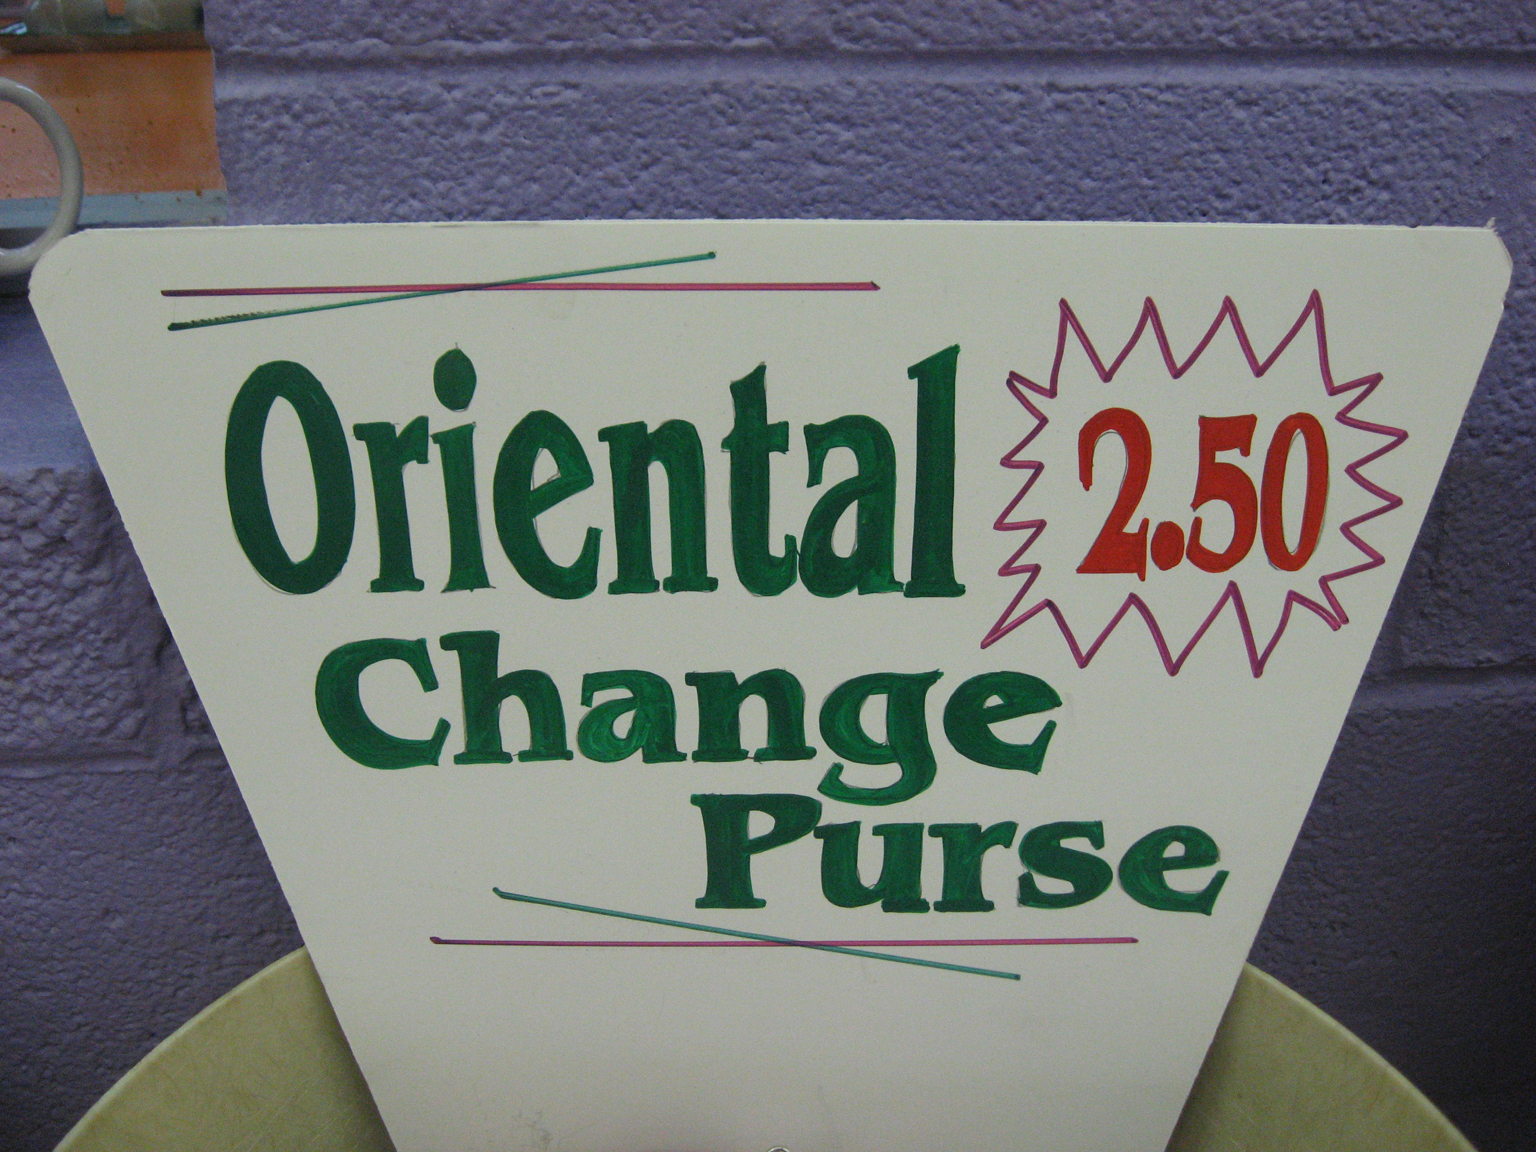 Oriental 2.50
Change
Purse